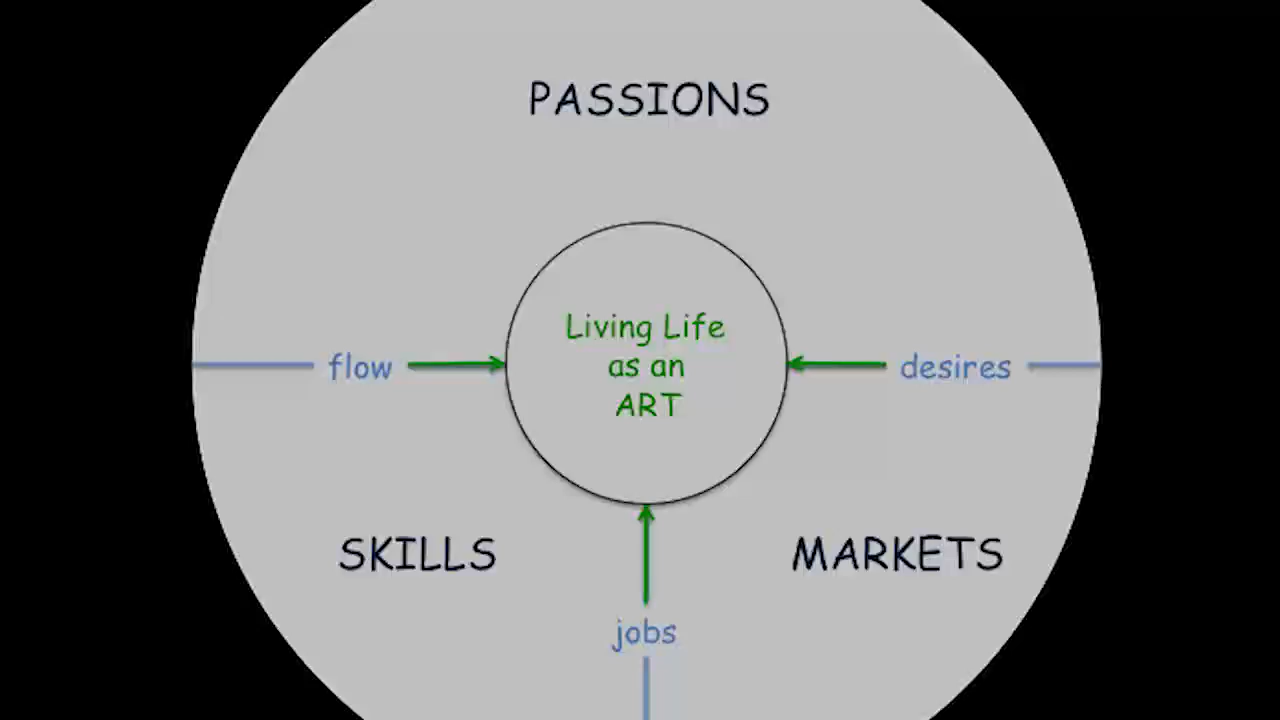 PASSIONS
Living Life
as an
ART
flow
desires
SKILLS
MARKETS
jobs